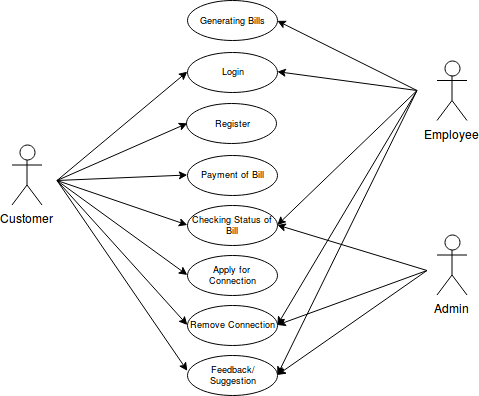 Generating Bills
Login
Register
Payment of Bill
Checking Status of
Bill
Apply for
Connection
Remove Connection
Feedback/
Suggestion
Customer
Employee
Admin